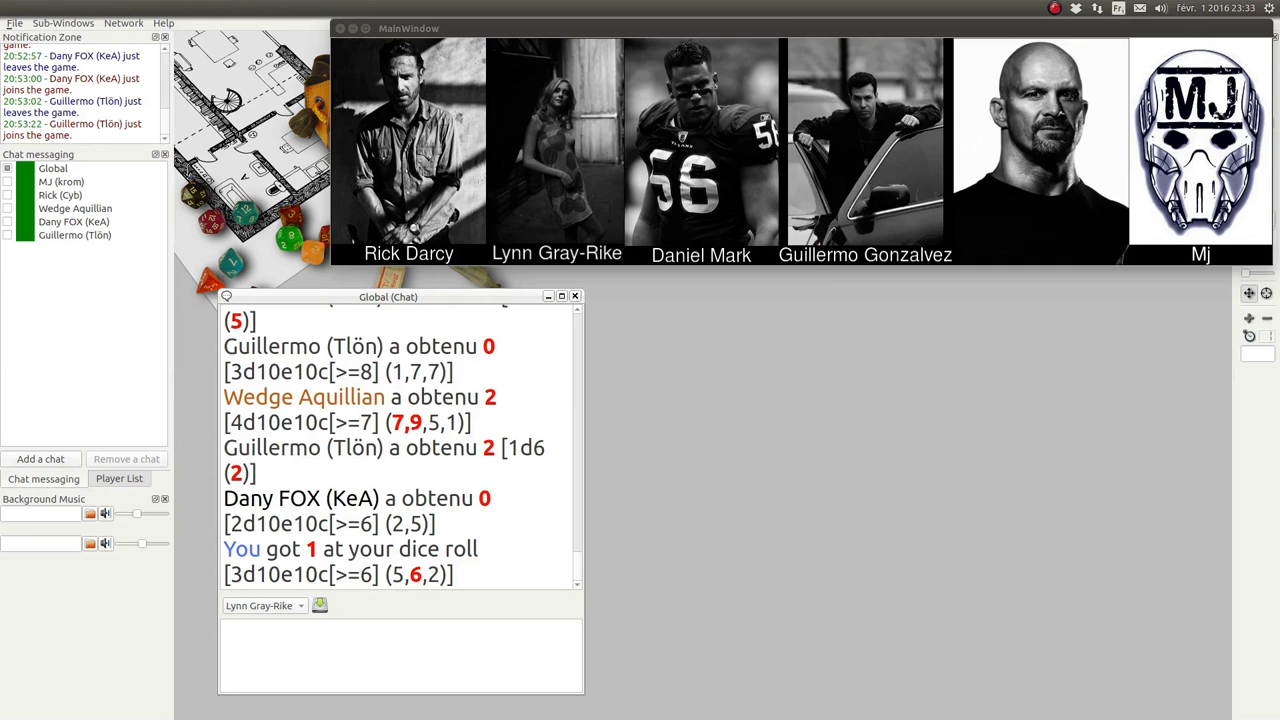 Fr
févr. 1 2016 23:33
File Sub-Windows Network Help
MainWindow
Notification Zone
game.
20:52:57 - Dany FOX (KeA) just
leaves the game.
20:53:00 - Dany FOX (KeA) just
joins the game.
20:53:02 - Guillermo (Tlön) just
leaves the game.
20:53:22 - Guillermo (Tlön) just
joins the game.
Chat messaging
Global
MJ (krom)
Rick (Cyb)
Wedge Aquillian
Dany FOX (KeA)
Guillermo (Tlön)
Add a chat
Remove a chat
Chat messaging
Player List
Background Music
TEXANS
56
56
MJ
Rick Darcy
Lynn Gray-Rike
Daniel Mark
Guillermo Gonzalvez
Mj
Global (Chat)
(5)]
Guillermo (Tlön) a obtenu 0
[3d10e10c[>=8] (1,7,7)]
Wedge Aquillian a obtenu 2
[4d10e10c[>=7] (7,9,5,1)]
Guillermo (Tlön) a obtenu 2 [1d6
(2)]
Dany FOX (KeA) a obtenu 0
[2d10e10c[>=6] (2,5)]
You got 1 at your dice roll
[3d10e10c[>=6] (5,6,2)]
Lynn Gray-Rike